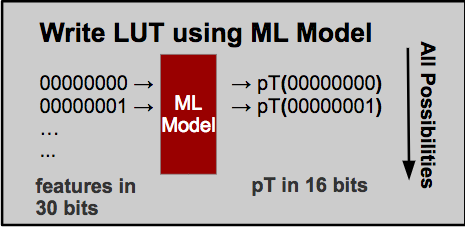 Write LUT using ML Model
00000000 → ML Model → pT(00000000)
00000001 → → pT(00000001)
...
...
features in
30 bits
pT in 16 bits
All Possibilities